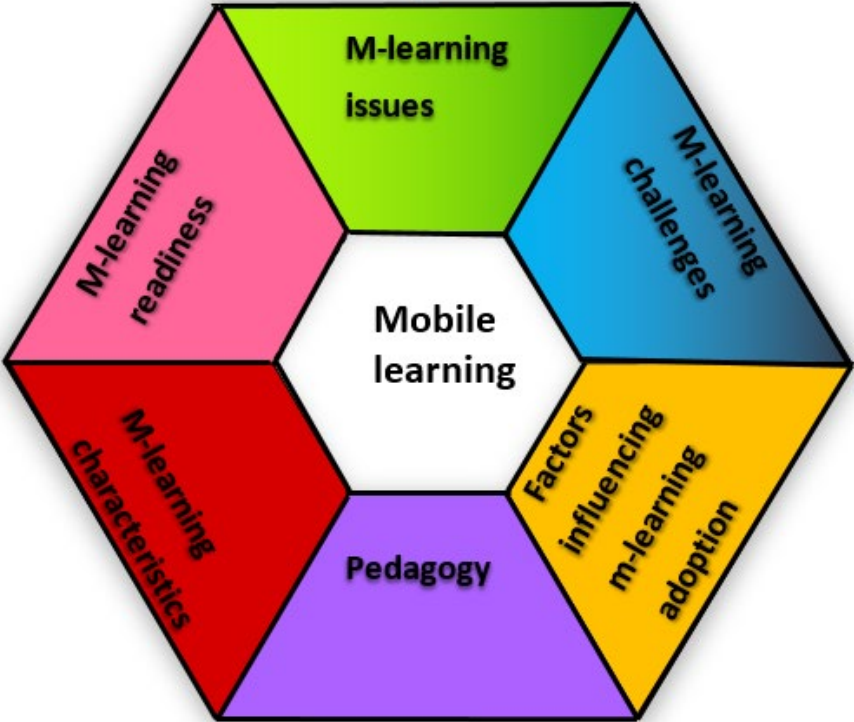 M-learning
issues
M-learning
challenges
Factors
influencing
m-learning
adoption
Pedagogy
M-learning
characteristics
M-learning
readiness
Mobile
learning